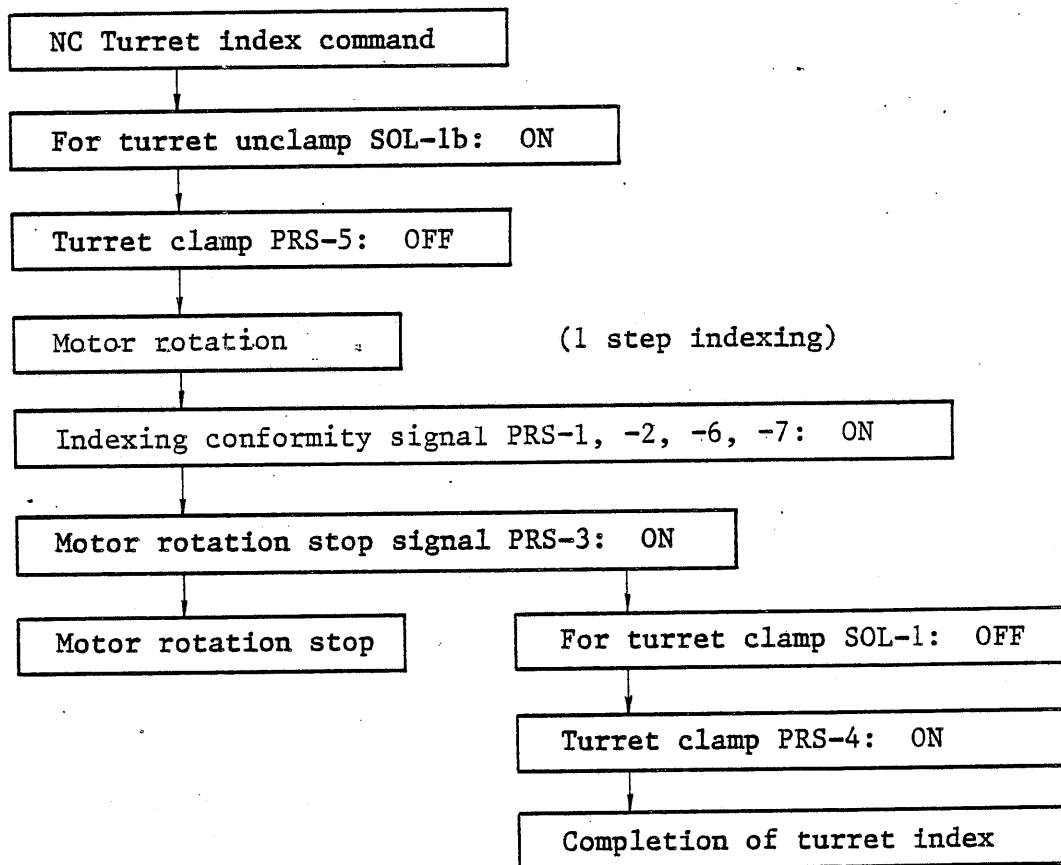 NC Turret index command
For turret unclamp SOL-1b: ON
Turret clamp PRS-5: OFF
Motor rotation
(1 step indexing)
Indexing conformity signal PRS-1, -2, -6, -7: ON
Motor rotation stop signal PRS-3: ON
Motor rotation stop
For turret clamp SOL-1: OFF
Turret clamp PRS-4: ON
Completion of turret index